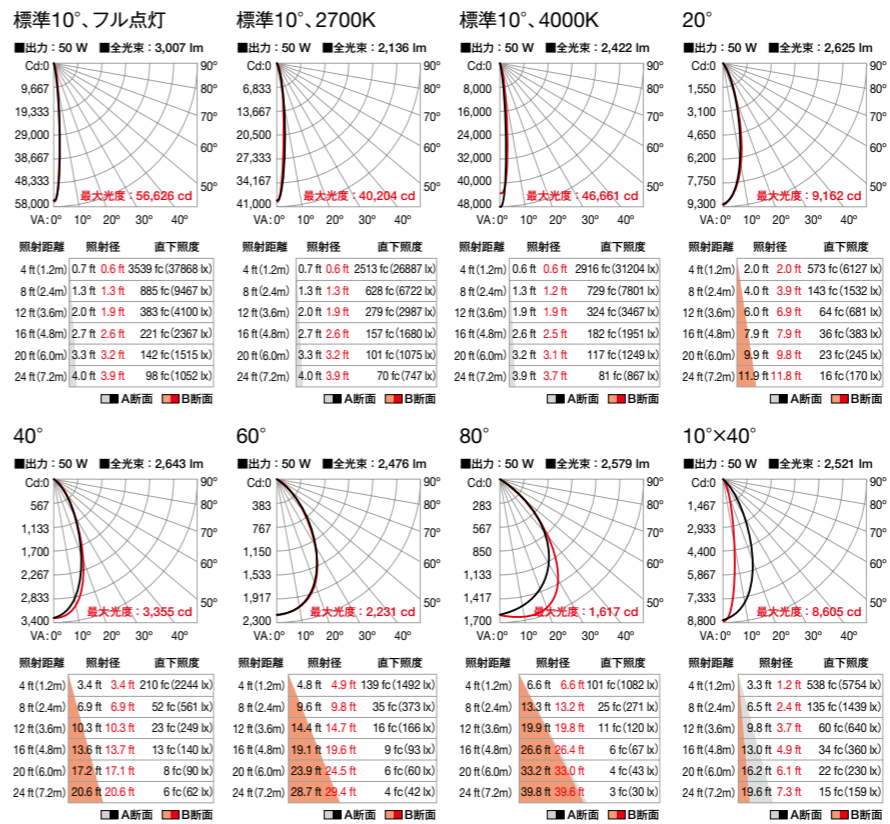 標準10°、フル点灯
■出力：50 W ■全光束：3,007 lm
Cd:0
9,667
19,333
29,000
38,667
48,333
58,000
90°
80°
70°
60°
50°
最大光度：56,626 cd
VA: 0° 10° 20° 30° 40°
照射距離 照射径 直下照度
4 ft(1.2m) 0.7 ft 0.6 ft 3539 fc(37868 lx)
8 ft(2.4m) 1.3 ft 1.3 ft 885 fc(9467 lx)
12 ft(3.6m) 2.0 ft 1.9 ft 383 fc(4100 lx)
16 ft(4.8m) 2.7 ft 2.6 ft 221 fc(2367 lx)
20 ft(6.0m) 3.3 ft 3.2 ft 142 fc(1515 lx)
24 ft(7.2m) 4.0 ft 3.9 ft 98 fc(1052 lx)
A断面 B断面
標準10°、2700K
■出力：50 W ■全光束：2,136 lm
Cd:0
6,833
13,667
20,500
27,333
34,167
41,000
90°
80°
70°
60°
50°
最大光度：40,204 cd
VA: 0° 10° 20° 30° 40°
照射距離 照射径 直下照度
4 ft(1.2m) 0.7 ft 0.6 ft 2513 fc(26887 lx)
8 ft(2.4m) 1.3 ft 1.3 ft 628 fc(6722 lx)
12 ft(3.6m) 2.0 ft 1.9 ft 279 fc(2987 lx)
16 ft(4.8m) 2.7 ft 2.6 ft 157 fc(1680 lx)
20 ft(6.0m) 3.3 ft 3.2 ft 101 fc(1075 lx)
24 ft(7.2m) 4.0 ft 3.9 ft 70 fc(747 lx)
A断面 B断面
標準10°、4000K
■出力：50 W ■全光束：2,422 lm
Cd:0
8,000
16,000
24,000
32,000
40,000
48,000
90°
80°
70°
60°
50°
最大光度：46,661 cd
VA: 0° 10° 20° 30° 40°
照射距離 照射径 直下照度
4 ft(1.2m) 0.6 ft 0.6 ft 2916 fc(31204 lx)
8 ft(2.4m) 1.3 ft 1.2 ft 729 fc(7801 lx)
12 ft(3.6m) 1.9 ft 1.9 ft 324 fc(3467 lx)
16 ft(4.8m) 2.6 ft 2.5 ft 182 fc(1951 lx)
20 ft(6.0m) 3.2 ft 3.1 ft 117 fc(1249 lx)
24 ft(7.2m) 3.9 ft 3.7 ft 81 fc(867 lx)
A断面 B断面
20°
■出力：50 W ■全光束：2,625 lm
Cd:0
1,550
3,100
4,650
6,200
7,750
9,300
90°
80°
70°
60°
50°
最大光度：9,162 cd
VA: 0° 10° 20° 30° 40°
照射距離 照射径 直下照度
4 ft(1.2m) 2.0 ft 2.0 ft 573 fc(6127 lx)
8 ft(2.4m) 4.0 ft 3.9 ft 143 fc(1532 lx)
12 ft(3.6m) 6.0 ft 6.9 ft 64 fc(681 lx)
16 ft(4.8m) 7.9 ft 7.9 ft 36 fc(383 lx)
20 ft(6.0m) 9.9 ft 9.8 ft 23 fc(245 lx)
24 ft(7.2m) 11.9 ft 11.8 ft 16 fc(170 lx)
A断面 B断面
40°
■出力：50 W ■全光束：2,643 lm
Cd:0
567
1,133
1,700
2,267
2,833
3,400
90°
80°
70°
60°
50°
最大光度：3,355 cd
VA: 0° 10° 20° 30° 40°
照射距離 照射径 直下照度
4 ft(1.2m) 3.4 ft 3.4 ft 210 fc(2244 lx)
8 ft(2.4m) 6.9 ft 6.9 ft 52 fc(561 lx)
12 ft(3.6m) 10.3 ft 10.3 ft 23 fc(249 lx)
16 ft(4.8m) 13.6 ft 13.7 ft 13 fc(140 lx)
20 ft(6.0m) 17.2 ft 17.1 ft 8 fc(90 lx)
24 ft(7.2m) 20.6 ft 20.6 ft 6 fc(62 lx)
A断面 B断面
60°
■出力：50 W ■全光束：2,476 lm
Cd:0
383
767
1,150
1,533
1,917
2,300
90°
80°
70°
60°
50°
最大光度：2,231 cd
VA: 0° 10° 20° 30° 40°
照射距離 照射径 直下照度
4 ft(1.2m) 4.8 ft 4.9 ft 139 fc(1492 lx)
8 ft(2.4m) 9.6 ft 9.8 ft 35 fc(373 lx)
12 ft(3.6m) 14.4 ft 14.7 ft 16 fc(166 lx)
16 ft(4.8m) 19.1 ft 19.6 ft 9 fc(93 lx)
20 ft(6.0m) 23.9 ft 24.5 ft 6 fc(60 lx)
24 ft(7.2m) 28.7 ft 29.4 ft 4 fc(42 lx)
A断面 B断面
80°
■出力：50 W ■全光束：2,579 lm
Cd:0
283
567
850
1,133
1,417
1,700
90°
80°
70°
60°
50°
最大光度：1,617 cd
VA: 0° 10° 20° 30° 40°
照射距離 照射径 直下照度
4 ft(1.2m) 6.6 ft 6.6 ft 101 fc(1082 lx)
8 ft(2.4m) 13.3 ft 13.2 ft 25 fc(271 lx)
12 ft(3.6m) 19.9 ft 19.8 ft 11 fc(120 lx)
16 ft(4.8m) 26.6 ft 26.4 ft 6 fc(67 lx)
20 ft(6.0m) 33.2 ft 33.0 ft 4 fc(43 lx)
24 ft(7.2m) 39.8 ft 39.6 ft 3 fc(30 lx)
A断面 B断面
10°×40°
■出力：50 W ■全光束：2,521 lm
Cd:0
1,467
2,933
4,400
5,867
7,333
8,800
90°
80°
70°
60°
50°
最大光度：8,605 cd
VA: 0° 10° 20° 30° 40°
照射距離 照射径 直下照度
4 ft(1.2m) 3.3 ft 1.2 ft 538 fc(5754 lx)
8 ft(2.4m) 6.5 ft 2.4 ft 135 fc(1439 lx)
12 ft(3.6m) 9.8 ft 3.7 ft 60 fc(640 lx)
16 ft(4.8m) 13.0 ft 4.9 ft 34 fc(360 lx)
20 ft(6.0m) 16.2 ft 6.1 ft 22 fc(230 lx)
24 ft(7.2m) 19.6 ft 7.3 ft 15 fc(159 lx)
A断面 B断面